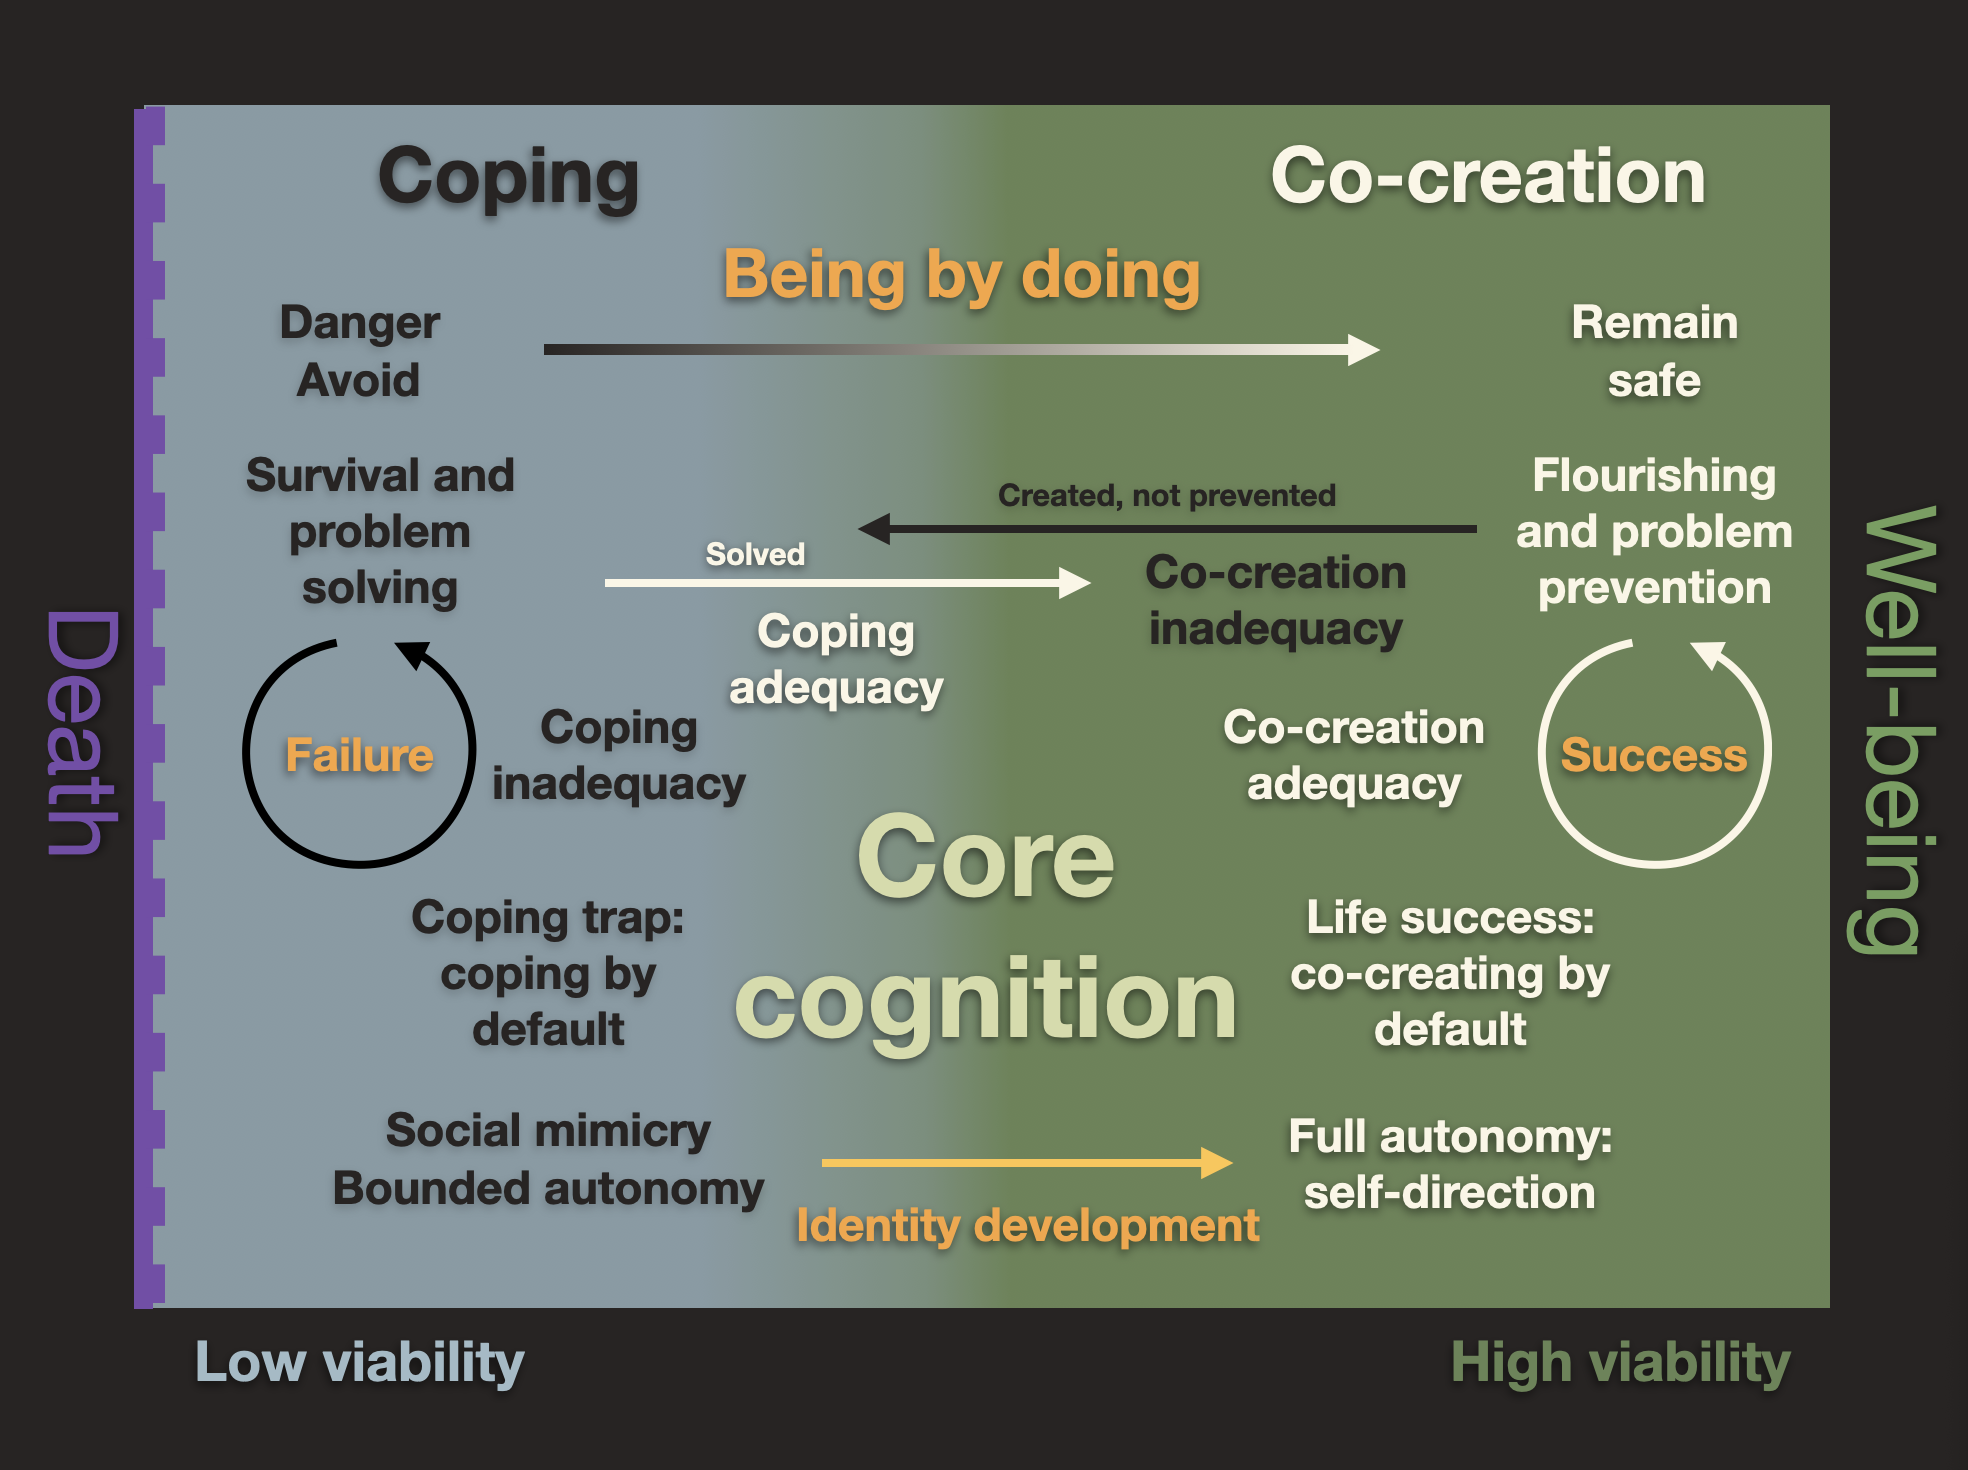 Coping
Co-creation
Being by doing
Danger
Avoid
Remain
safe
Survival and
problem
solving
Created, not prevented
Solved
Co-creation
inadequacy
Coping
adequacy
Flourishing
and problem
prevention
Death
Well-being
Failure
Coping
inadequacy
Co-creation
adequacy
Success
Core
cognition
Coping trap:
coping by
default
Life success:
co-creating by
default
Social mimicry
Bounded autonomy
Identity development
Full autonomy:
self-direction
Low viability
High viability